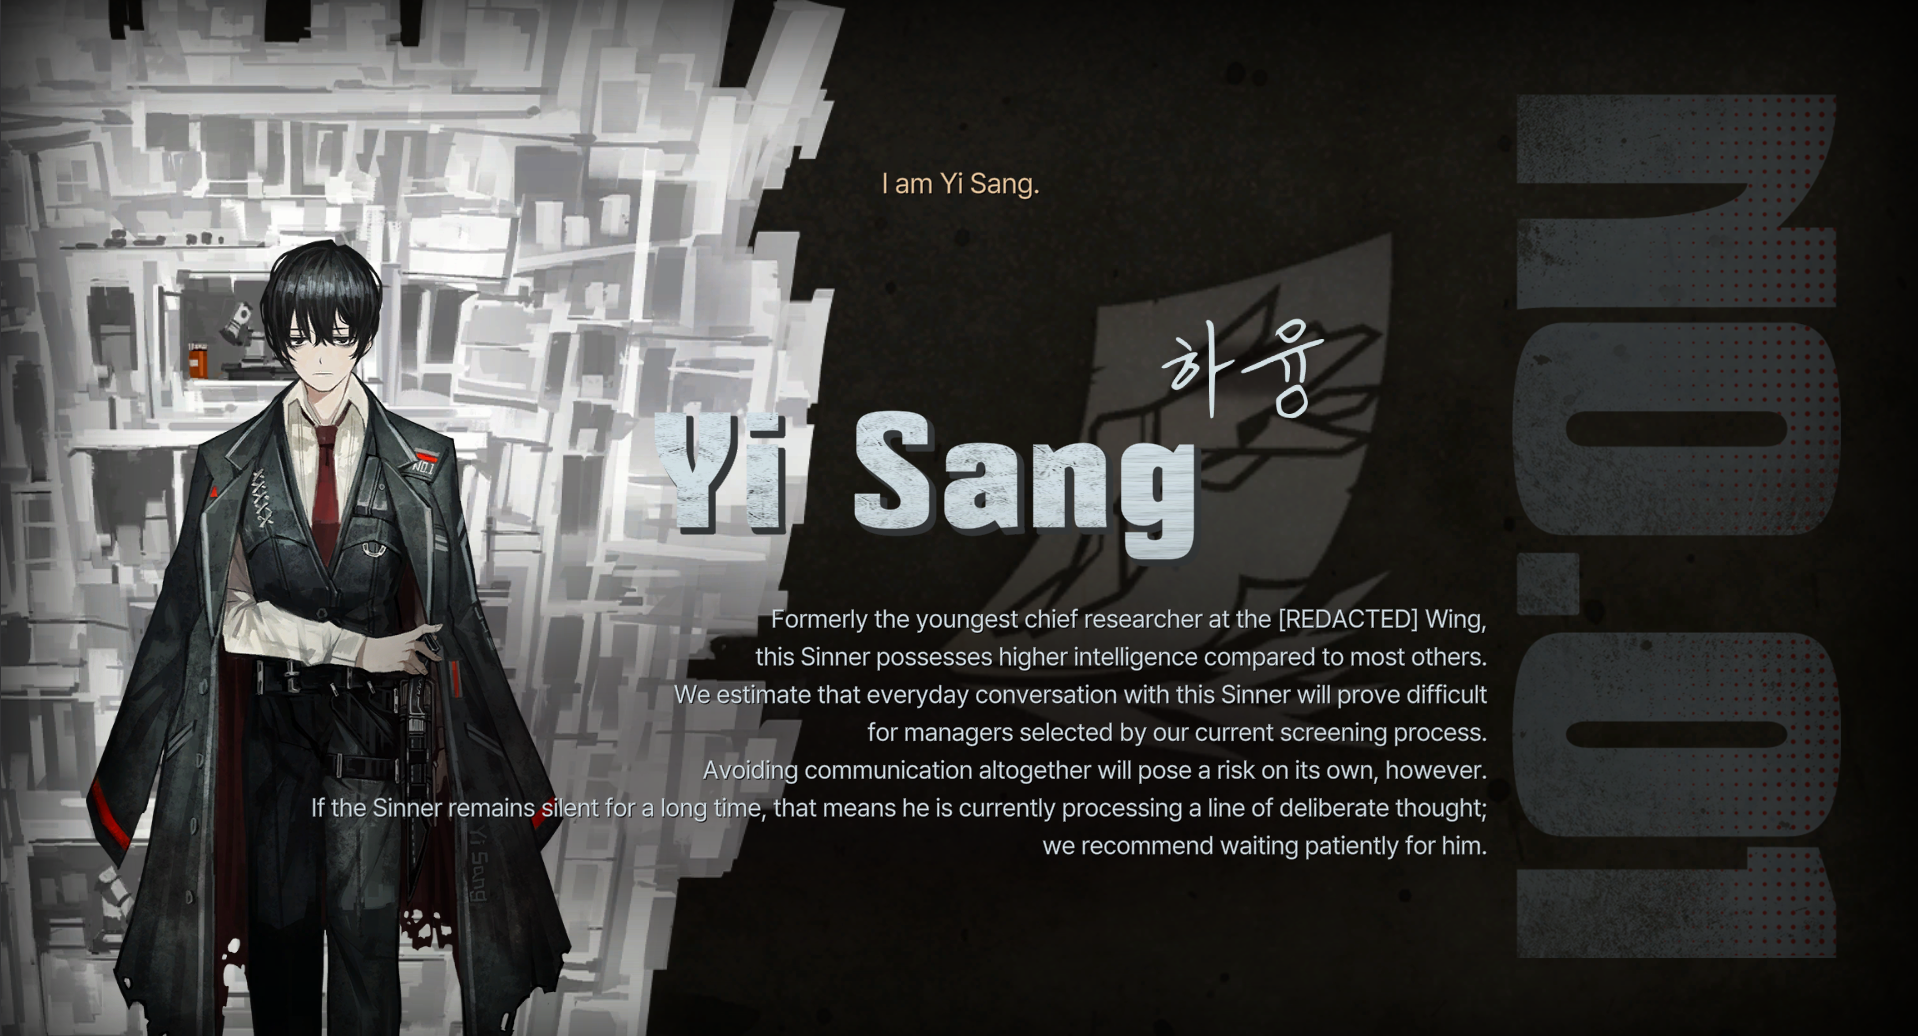 I am Yi Sang.
하융
Yi Sang
Formerly the youngest chief researcher at the [REDACTED] Wing,
this Sinner possesses higher intelligence compared to most others.
We estimate that everyday conversation with this Sinner will prove difficult
for managers selected by our current screening process.
Avoiding communication altogether will pose a risk on its own, however.
If the Sinner remains silent for a long time, that means he is currently processing a line of deliberate thought;
we recommend waiting patiently for him.
NO.01
NO.1
Yi Sang